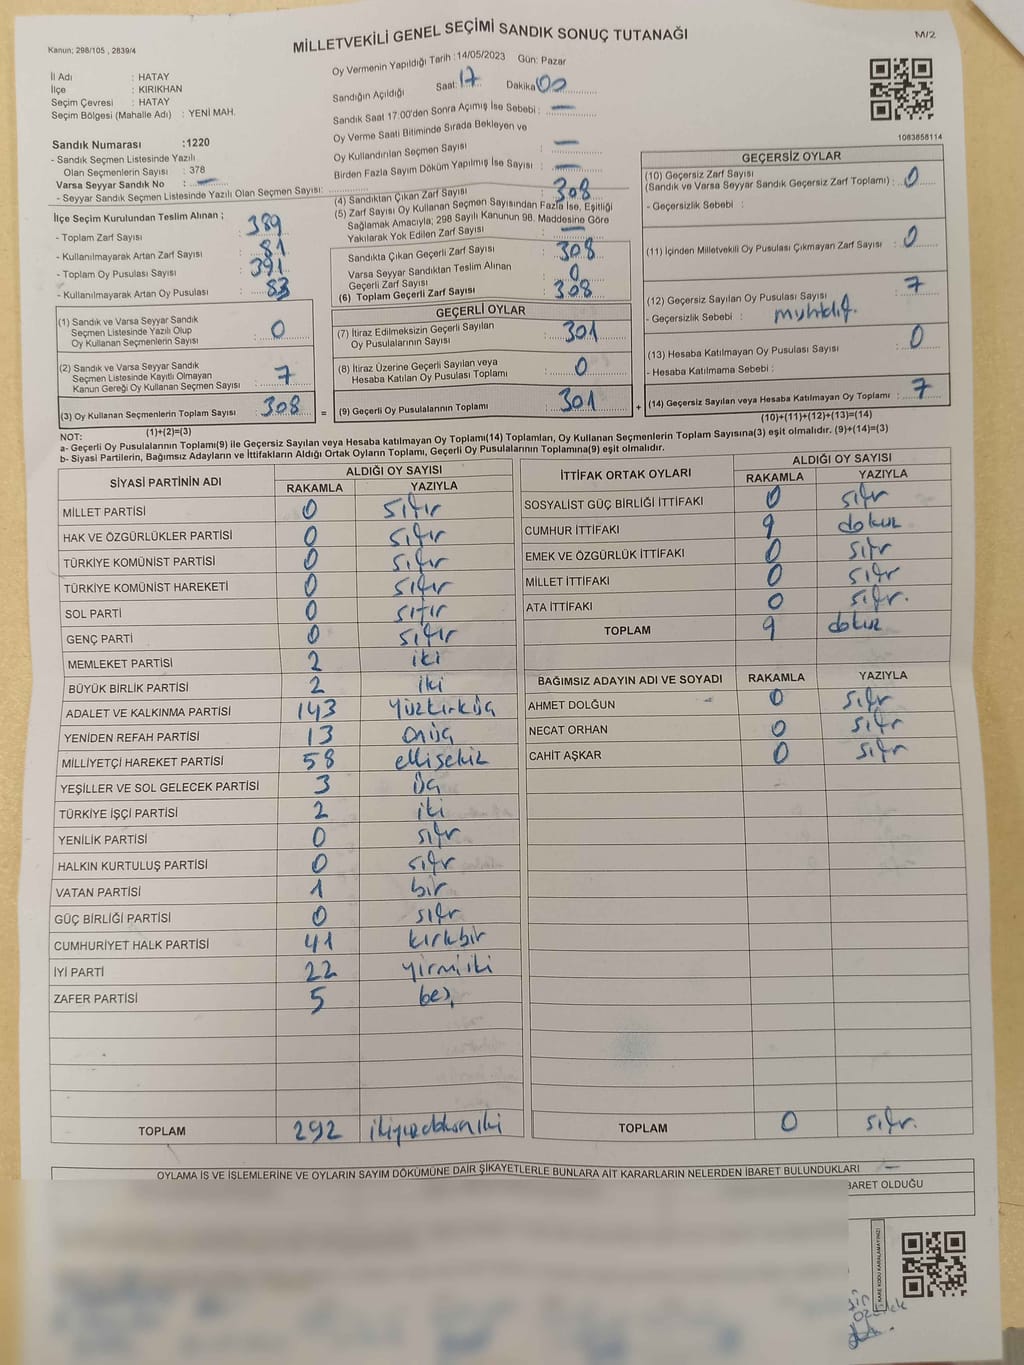 Kanun; 298/105 , 2839/4
MİLLETVEKİLİ GENEL SEÇİMİ SANDIK SONUÇ TUTANAĞI
M/2
İl Adı : HATAY
İlçe : KIRIKHAN
Seçim Çevresi : HATAY
Seçim Bölgesi (Mahalle Adı) : YENİ MAH.
Oy Vermenin Yapıldığı Tarih :14/05/2023 Gün: Pazar
Sandığın Açıldığı Saat: 17 Dakika 00
Sandık Saat 17:00'den Sonra Açımış İse Sebebi : —
Oy Verme Saati Bitiminde Sırada Bekleyen ve
Oy Kullandırılan Seçmen Sayısı : —
Birden Fazla Sayım Döküm Yapılmış İse Sayısı : —
1083858114
Sandık Numarası :1220
- Sandık Seçmen Listesinde Yazılı
Olan Seçmenlerin Sayısı : 378
Varsa Seyyar Sandık No : —
- Seyyar Sandık Seçmen Listesinde Yazılı Olan Seçmen Sayısı:
İlçe Seçim Kurulundan Teslim Alınan ;
- Toplam Zarf Sayısı : 389
- Kullanılmayarak Artan Zarf Sayısı : 81
- Toplam Oy Pusulası Sayısı : 391
- Kullanılmayarak Artan Oy Pusulası : 83
(4) Sandıktan Çıkan Zarf Sayısı : 308
(5) Zarf Sayısı Oy Kullanan Seçmen Sayısından Fazla İse, Eşitliği
Sağlamak Amacıyla; 298 Sayılı Kanunun 98. Maddesine Göre
Yakılarak Yok Edilen Zarf Sayısı : —
Sandıkta Çıkan Geçerli Zarf Sayısı : 308
Varsa Seyyar Sandıktan Teslim Alınan
Geçerli Zarf Sayısı : 0
(6) Toplam Geçerli Zarf Sayısı : 308
GEÇERSİZ OYLAR
(10) Geçersiz Zarf Sayısı
(Sandık ve Varsa Seyyar Sandık Geçersiz Zarf Toplamı) : 0
- Geçersizlik Sebebi :
(11) İçinden Milletvekili Oy Pusulası Çıkmayan Zarf Sayısı : 0
(12) Geçersiz Sayılan Oy Pusulası Sayısı : 7
- Geçersizlik Sebebi : muhtelif.
(13) Hesaba Katılmayan Oy Pusulası Sayısı : 0
- Hesaba Katılmama Sebebi :
(14) Geçersiz Sayılan veya Hesaba Katılmayan Oy Toplamı : 7
(10)+(11)+(12)+(13)=(14)
(1) Sandık ve Varsa Seyyar Sandık
Seçmen Listesinde Yazılı Olup
Oy Kullanan Seçmenlerin Sayısı : 0
(2) Sandık ve Varsa Seyyar Sandık
Seçmen Listesinde Kayıtlı Olmayan
Kanun Gereği Oy Kullanan Seçmen Sayısı : 7
(3) Oy Kullanan Seçmenlerin Toplam Sayısı : 308 =
(1)+(2)=(3)
GEÇERLİ OYLAR
(7) İtiraz Edilmeksizin Geçerli Sayılan
Oy Pusulalarının Sayısı : 301
(8) İtiraz Üzerine Geçerli Sayılan veya
Hesaba Katılan Oy Pusulası Toplamı : 0
(9) Geçerli Oy Pusulalarının Toplamı : 301 +
NOT:
a- Geçerli Oy Pusulalarının Toplamı(9) ile Geçersiz Sayılan veya Hesaba katılmayan Oy Toplamı(14) Toplamları, Oy Kullanan Seçmenlerin Toplam Sayısına(3) eşit olmalıdır. (9)+(14)=(3)
b- Siyasi Partilerin, Bağımsız Adayların ve İttifakların Aldığı Ortak Oyların Toplamı, Geçerli Oy Pusulalarının Toplamına(9) eşit olmalıdır.
SİYASİ PARTİNİN ADI
ALDIĞI OY SAYISI
RAKAMLA YAZIYLA
MİLLET PARTİSİ 0 sıfır
HAK VE ÖZGÜRLÜKLER PARTİSİ 0 sıfır
TÜRKİYE KOMÜNİST PARTİSİ 0 sıfır
TÜRKİYE KOMÜNİST HAREKETİ 0 sıfır
SOL PARTİ 0 sıfır
GENÇ PARTİ 0 sıfır
MEMLEKET PARTİSİ 2 iki
BÜYÜK BİRLİK PARTİSİ 2 iki
ADALET VE KALKINMA PARTİSİ 143 Yüzkırküç
YENİDEN REFAH PARTİSİ 13 onüç
MİLLİYETÇİ HAREKET PARTİSİ 58 ellisekiz
YEŞİLLER VE SOL GELECEK PARTİSİ 3 üç
TÜRKİYE İŞÇİ PARTİSİ 2 iki
YENİLİK PARTİSİ 0 sıfır
HALKIN KURTULUŞ PARTİSİ 0 sıfır
VATAN PARTİSİ 1 bir
GÜÇ BİRLİĞİ PARTİSİ 0 sıfır
CUMHURİYET HALK PARTİSİ 41 kırkbir
İYİ PARTİ 22 yirmiiki
ZAFER PARTİSİ 5 beş
TOPLAM 292 ikiyüzdoksaniki
İTTİFAK ORTAK OYLARI
ALDIĞI OY SAYISI
RAKAMLA YAZIYLA
SOSYALİST GÜÇ BİRLİĞİ İTTİFAKI 0 sıfır
CUMHUR İTTİFAKI 9 dokuz
EMEK VE ÖZGÜRLÜK İTTİFAKI 0 sıfır
MİLLET İTTİFAKI 0 sıfır
ATA İTTİFAKI 0 sıfır.
TOPLAM 9 dokuz
BAĞIMSIZ ADAYIN ADI VE SOYADI RAKAMLA YAZIYLA
AHMET DOLĞUN 0 sıfır
NECAT ORHAN 0 sıfır
CAHİT AŞKAR 0 sıfır
TOPLAM 0 sıfır.
OYLAMA İŞ VE İŞLEMLERİNE VE OYLARIN SAYIM DÖKÜMÜNE DAİR ŞİKAYETLERLE BUNLARA AİT KARARLARIN NELERDEN İBARET BULUNDUKLARI —
BARET OLDUĞU
KARE KODU KARALAMAYINIZ!